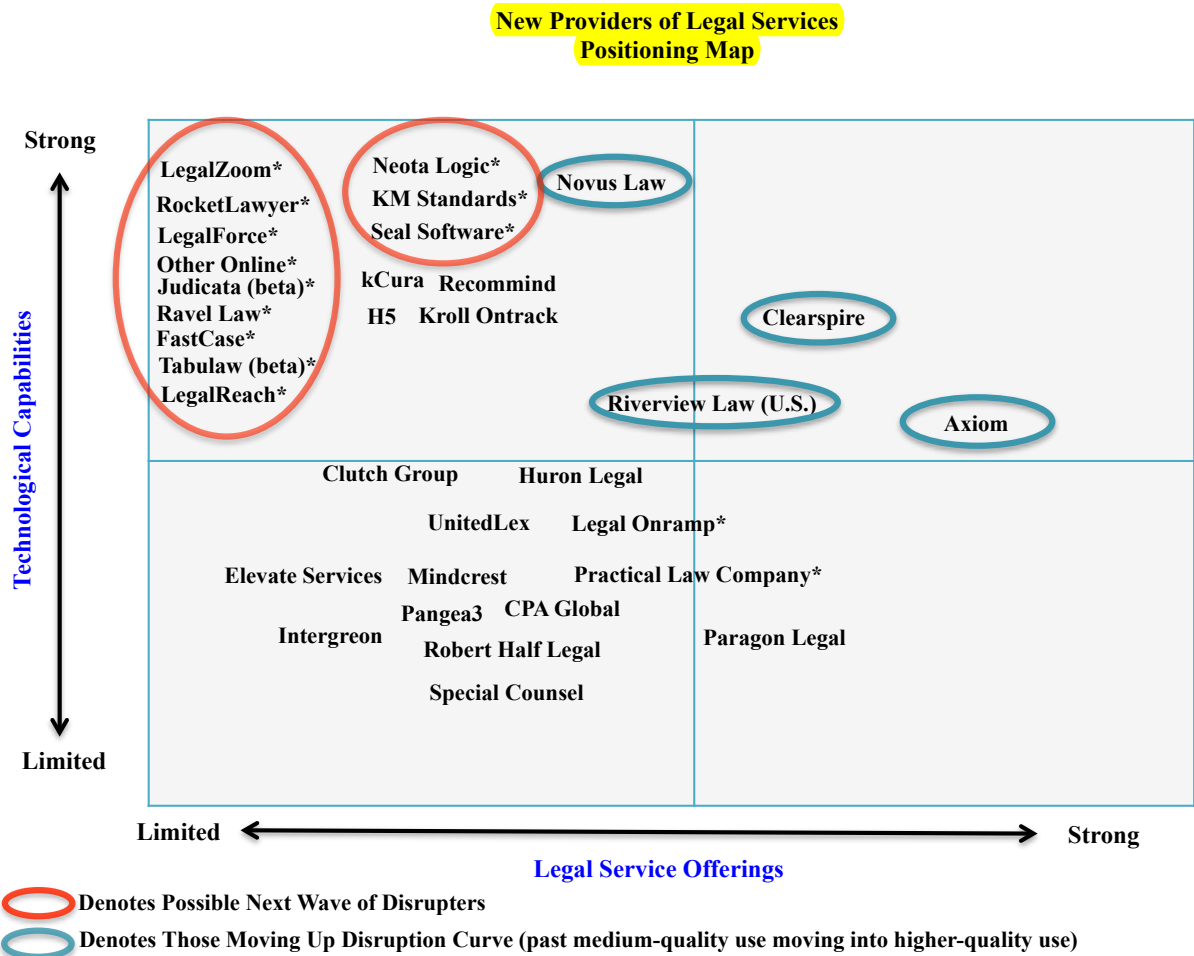 New Providers of Legal Services
Positioning Map
Strong
LegalZoom*
RocketLawyer*
LegalForce*
Other Online*
Judicata (beta)*
Ravel Law*
FastCase*
Tabulaw (beta)*
LegalReach*
Neota Logic*
KM Standards*
Seal Software*
Novus Law
kCura Recommind
H5 Kroll Ontrack
Clearspire
Riverview Law (U.S.)
Axiom
Technological Capabilities
Clutch Group Huron Legal
UnitedLex Legal Onramp*
Elevate Services Mindcrest Practical Law Company*
Pangea3 CPA Global
Intergreon Robert Half Legal Paragon Legal
Special Counsel
Limited
Limited Strong
Legal Service Offerings
Denotes Possible Next Wave of Disrupters
Denotes Those Moving Up Disruption Curve (past medium-quality use moving into higher-quality use)